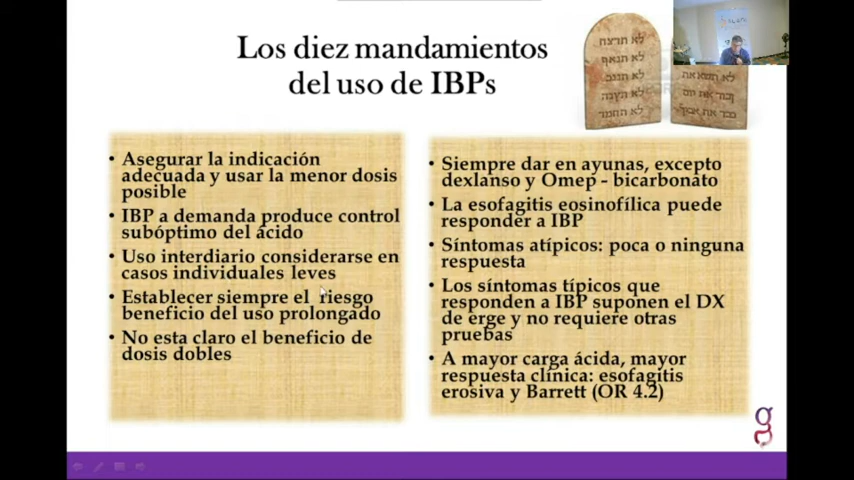 Los diez mandamientos
del uso de IBPs
• Asegurar la indicación
adecuada y usar la menor dosis
posible
• IBP a demanda produce control
subóptimo del ácido
• Uso interdiario considerarse en
casos individuales leves
• Establecer siempre el riesgo
beneficio del uso prolongado
• No esta claro el beneficio de
dosis dobles
• Siempre dar en ayunas, excepto
dexlanso y Omep - bicarbonato
• La esofagitis eosinofílica puede
responder a IBP
• Síntomas atípicos: poca o ninguna
respuesta
• Los síntomas típicos que
responden a IBP suponen el DX
de erge y no requiere otras
pruebas
• A mayor carga ácida, mayor
respuesta clínica: esofagitis
erosiva y Barrett (OR 4.2)